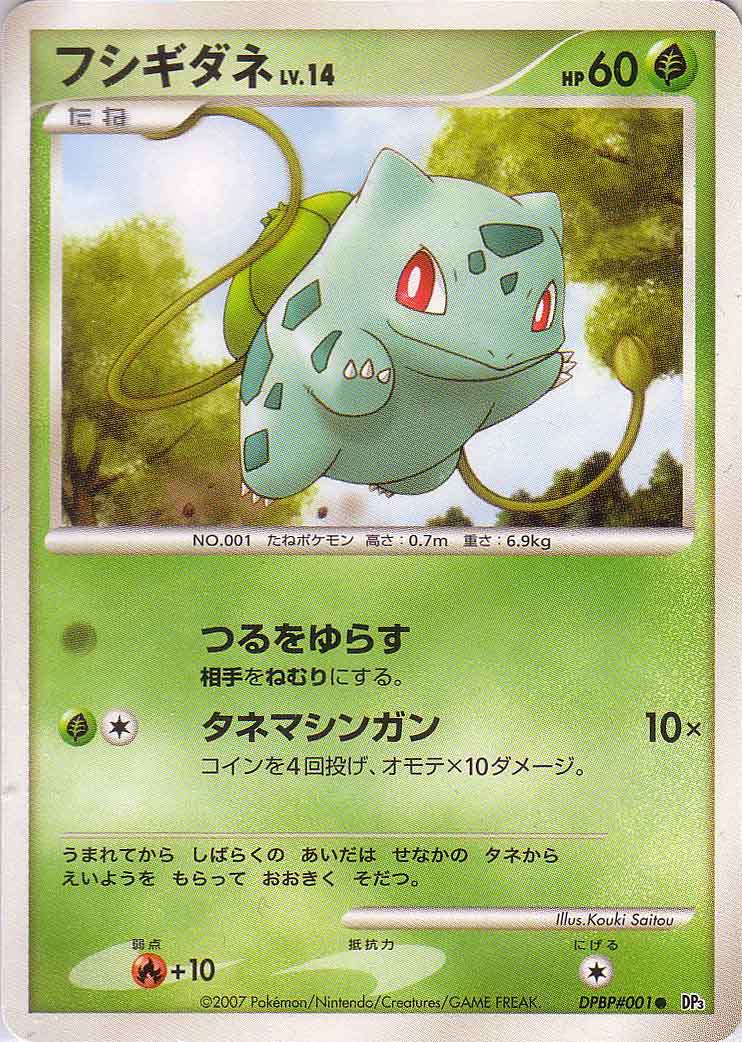 フシギダネ LV.14 HP60
たね
NO.001 たねポケモン 高さ:0.7m 重さ:6.9kg
つるをゆらす
相手をねむりにする。
タネマシンガン 10×
コインを4回投げ、オモテ×10ダメージ。
うまれてから しばらくの あいだは せなかの タネから
えいようを もらって おおきく そだつ。
Illus.Kouki Saitou
弱点 抵抗力 にげる
+10
©2007 Pokémon/Nintendo/Creatures/GAME FREAK. DPBP#001● DP3